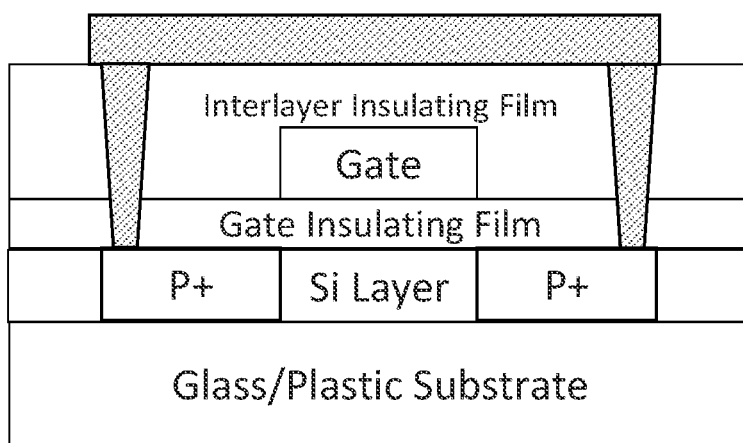 Interlayer Insulating Film
Gate
Gate Insulating Film
P+ Si Layer P+
Glass/Plastic Substrate